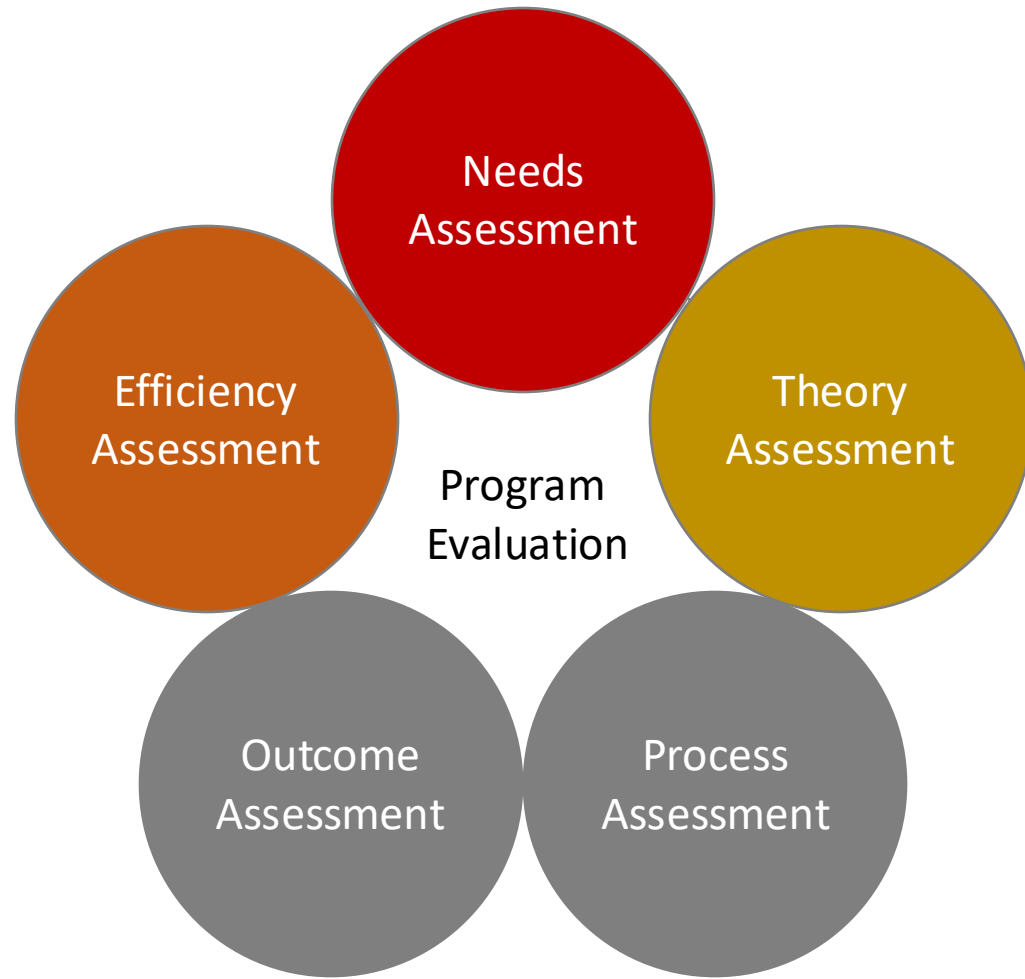 Needs
Assessment
Efficiency
Assessment
Theory
Assessment
Program
Evaluation
Outcome
Assessment
Process
Assessment